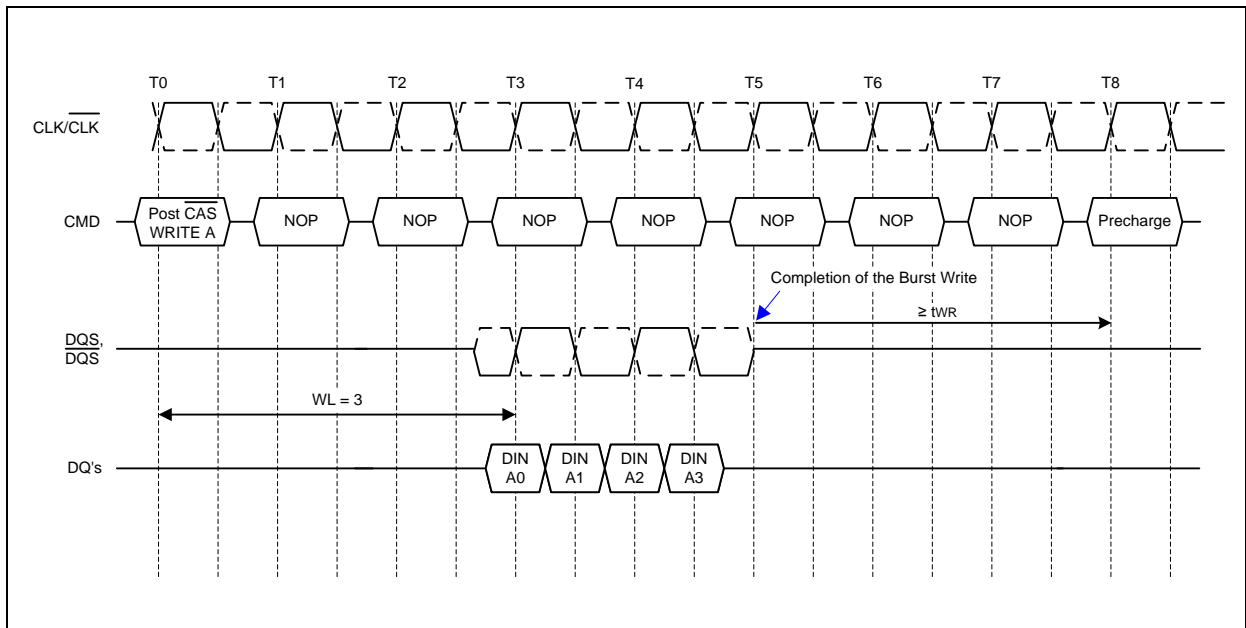 T0 T1 T2 T3 T4 T5 T6 T7 T8
CLK/CLK
CMD
Post CAS
WRITE A
NOP NOP NOP NOP NOP NOP NOP Precharge
Completion of the Burst Write
≥ tWR
DQS,
DQS
WL = 3
DQ's
DIN DIN DIN DIN
A0 A1 A2 A3